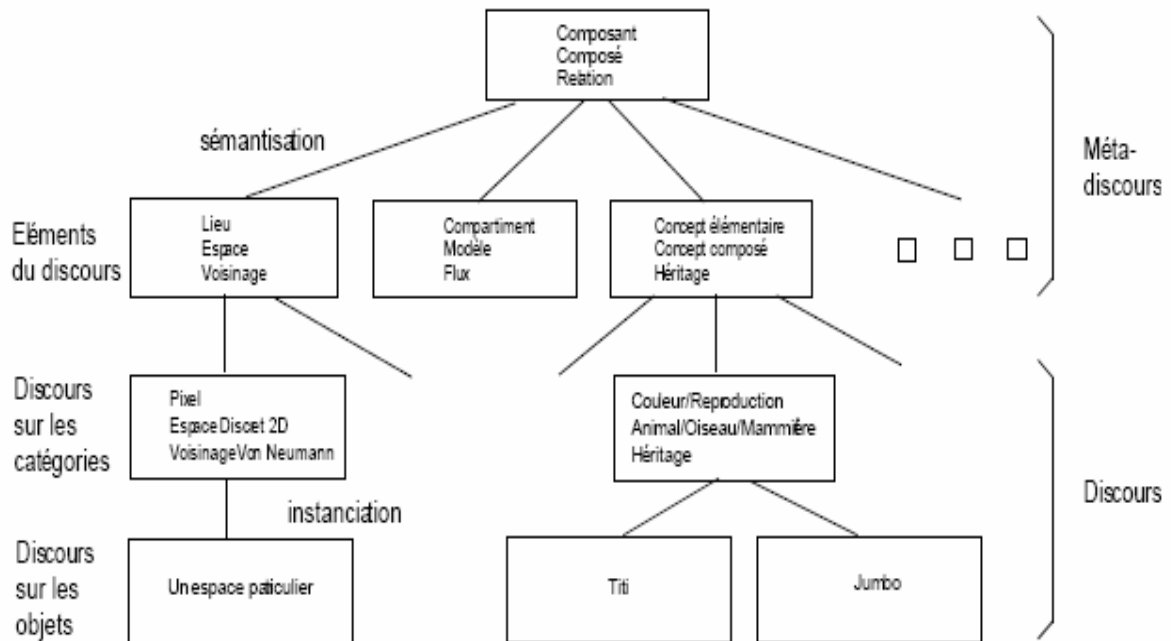 Composant
Composé
Relation
sémantisation
Méta-
discours
Eléments
du discours
Lieu
Espace
Voisinage
Compartiment
Modèle
Flux
Concept élémentaire
Concept composé
Héritage
Discours
sur les
catégories
Pixel
Espace Discret 2D
Voisinage Von Neumann
Couleur/Reproduction
Animal/Oiseau/Mammifère
Héritage
Discours
instanciation
Discours
sur les
objets
Un espace paticulier
Titi
Jumbo